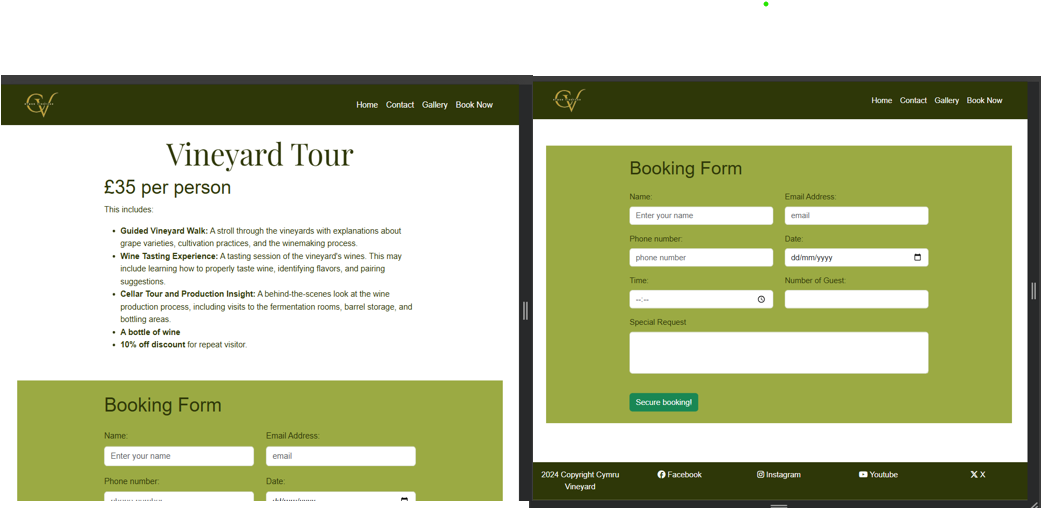 Home Contact Gallery Book Now
Vineyard Tour
£35 per person
This includes:
Guided Vineyard Walk: A stroll through the vineyards with explanations about
grape varieties, cultivation practices, and the winemaking process.
Wine Tasting Experience: A tasting session of the vineyard's wines. This may
include learning how to properly taste wine, identifying flavors, and pairing
suggestions.
Cellar Tour and Production Insight: A behind-the-scenes look at the wine
production process, including visits to the fermentation rooms, barrel storage, and
bottling areas.
A bottle of wine
10% off discount for repeat visitor.
Booking Form
Name: Email Address:
Enter your name email
Phone number: Date:
phone number dd/mm/yyyy
Home Contact Gallery Book Now
Booking Form
Name: Email Address:
Enter your name email
Phone number: Date:
phone number dd/mm/yyyy
Time: Number of Guest:
--:--
Special Request
Secure booking!
2024 Copyright Cymru
Vineyard
Facebook Instagram Youtube X